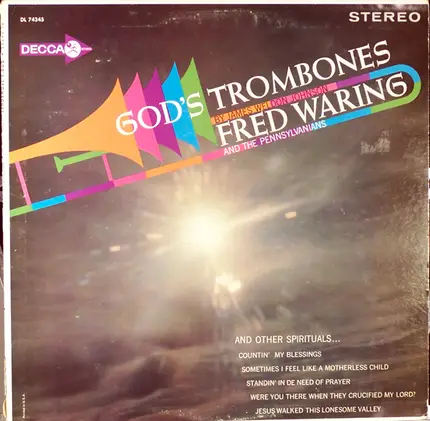 DL 74345
STEREO
DECCA
GOD'S TROMBONES
BY JAMES WELDON JOHNSON
FRED WARING
AND THE PENNSYLVANIANS
AND OTHER SPIRITUALS...
COUNTIN' MY BLESSINGS
SOMETIMES I FEEL LIKE A MOTHERLESS CHILD
STANDIN' IN DE NEED OF PRAYER
WERE YOU THERE WHEN THEY CRUCIFIED MY LORD?
JESUS WALKED THIS LONESOME VALLEY